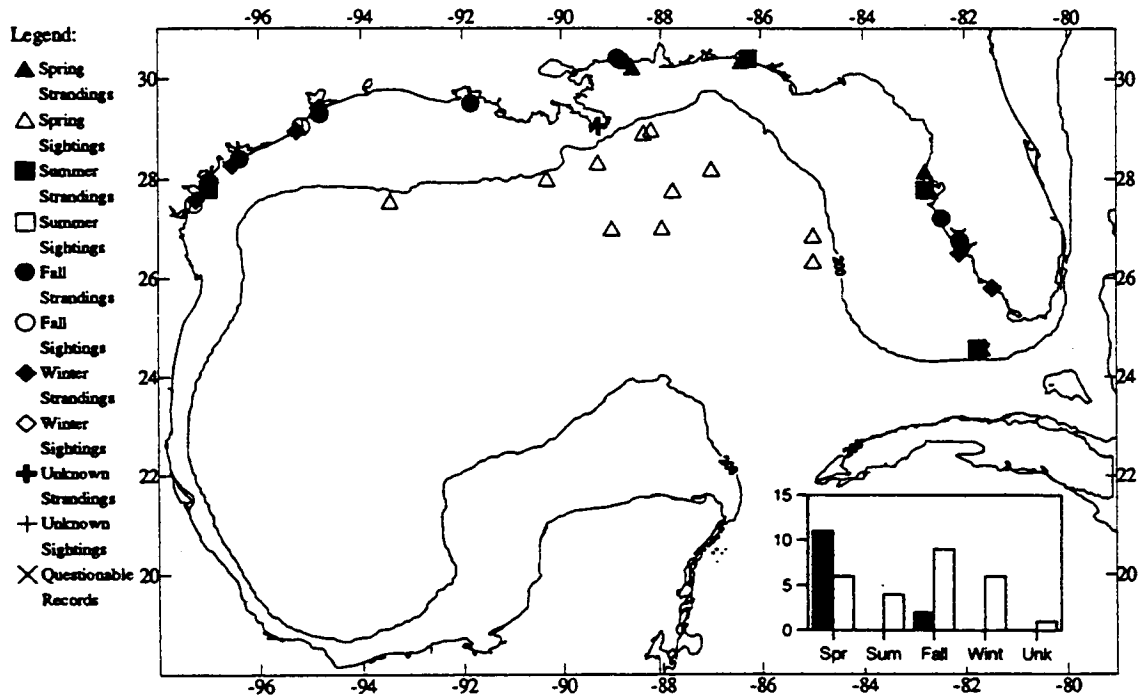 -96 -94 -92 -90 -88 -86 -84 -82 -80
Legend:
Spring
Strandings
Spring
Sightings
Summer
Strandings
Summer
Sightings
Fall
Strandings
Fall
Sightings
Winter
Strandings
Winter
Sightings
Unknown
Strandings
Unknown
Sightings
Questionable
Records
30 30
28 28
26 26
24 24
22 22
20 20
200
15
10
5
0
Spr Sum Fall Wint Unk
-96 -94 -92 -90 -88 -86 -84 -82 -80